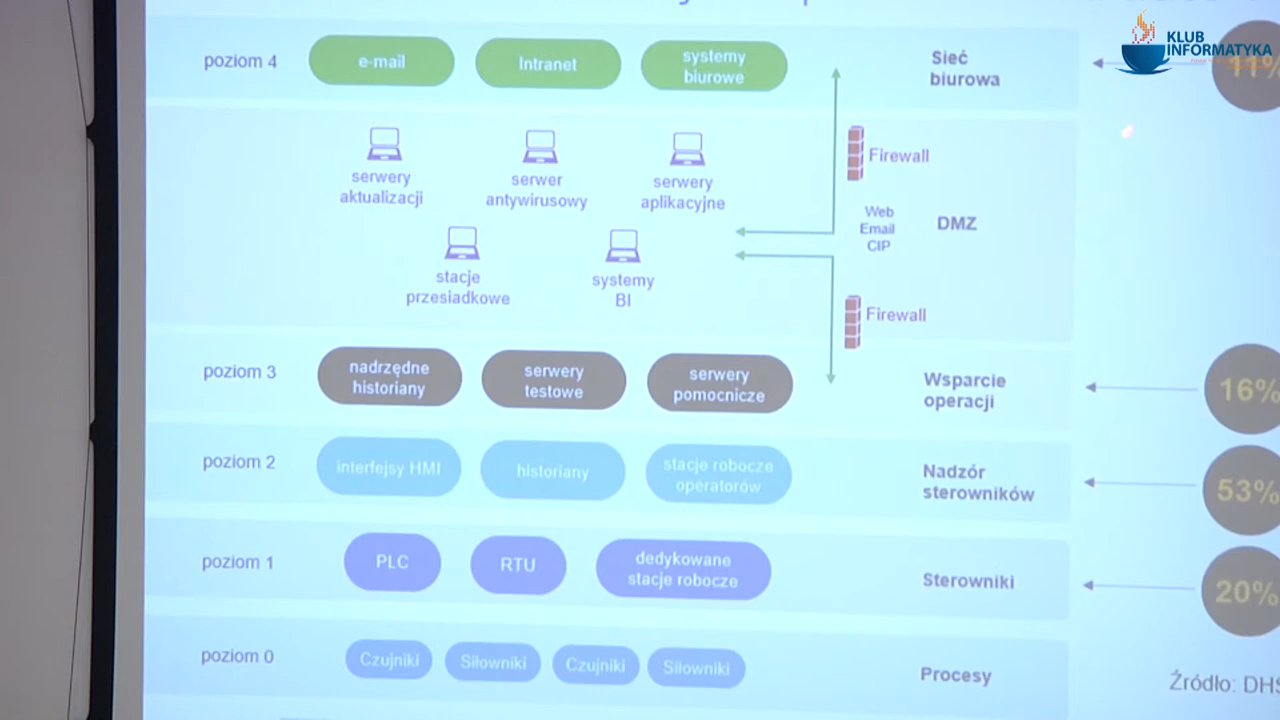 KLUB
INFORMATYKA
poziom 4
e-mail
Intranet
systemy
biurowe
Sieć
biurowa
11%
serwery
aktualizacji
serwer
antywirusowy
serwery
aplikacyjne
Firewall
Web
Email
CIP
DMZ
stacje
przesiadkowe
systemy
BI
Firewall
poziom 3
nadrzędne
historiany
serwery
testowe
serwery
pomocnicze
Wsparcie
operacji
16%
poziom 2
interfejsy HMI
historiany
stacje robocze
operatorów
Nadzór
sterowników
53%
poziom 1
PLC
RTU
dedykowane
stacje robocze
Sterowniki
20%
poziom 0
Czujniki
Siłowniki
Czujniki
Siłowniki
Procesy
Źródło: DHS